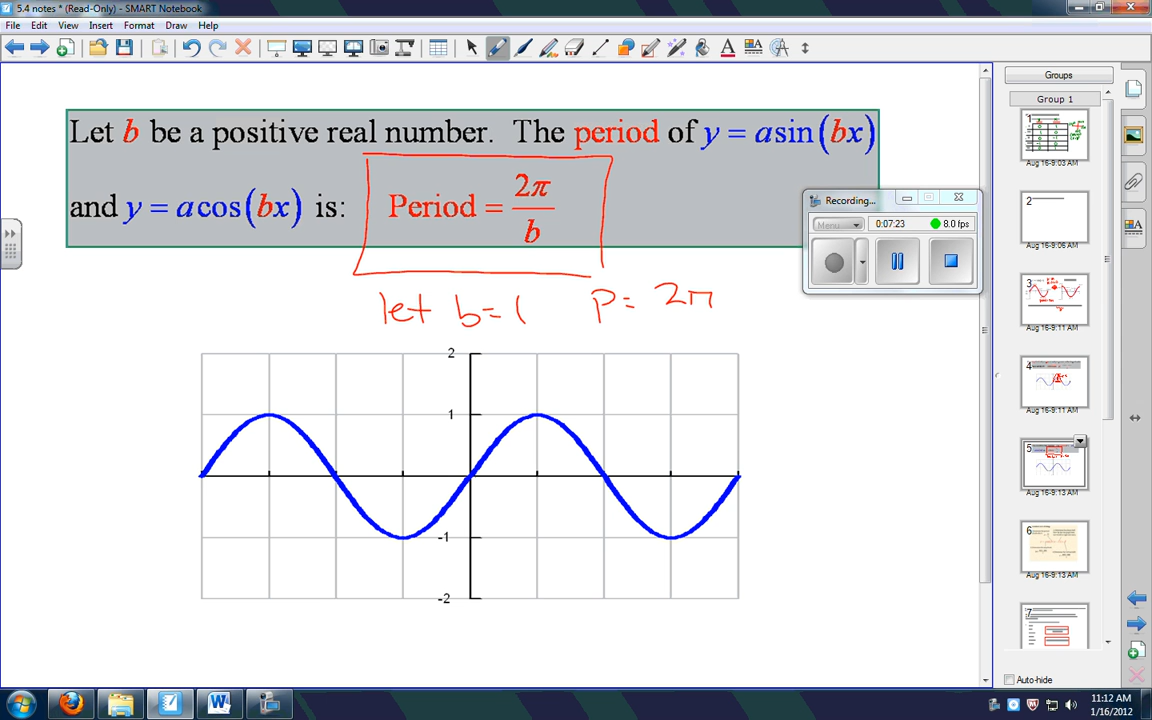 5.4 notes * (Read-Only) - SMART Notebook
File Edit View Insert Format Draw Help
Let b be a positive real number. The period of y = a sin(bx)
and y = a cos(bx) is: Period = 2π/b
let b=1 P= 2π
2
1
-1
-2
Recording...
Menu
0:07:23
8.0 fps
Groups
Group 1
1
Aug 16-9:03 AM
2
Aug 16-9:06 AM
3
Aug 16-9:11 AM
4
Aug 16-9:11 AM
5
Aug 16-9:13 AM
6
Aug 16-9:13 AM
7
Auto-hide
11:12 AM
1/16/2012